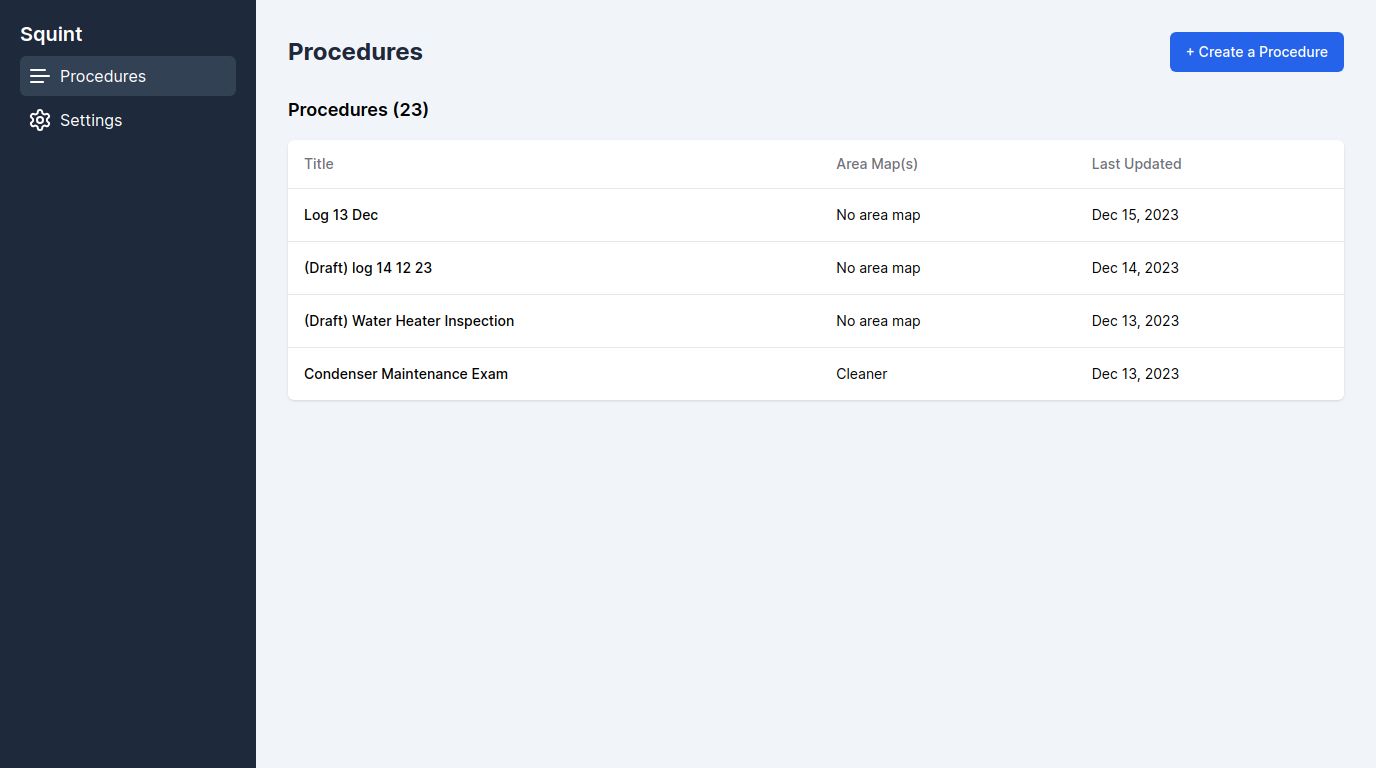 Squint
Procedures
Settings
Procedures
+ Create a Procedure
Procedures (23)
Title Area Map(s) Last Updated
Log 13 Dec No area map Dec 15, 2023
(Draft) log 14 12 23 No area map Dec 14, 2023
(Draft) Water Heater Inspection No area map Dec 13, 2023
Condenser Maintenance Exam Cleaner Dec 13, 2023